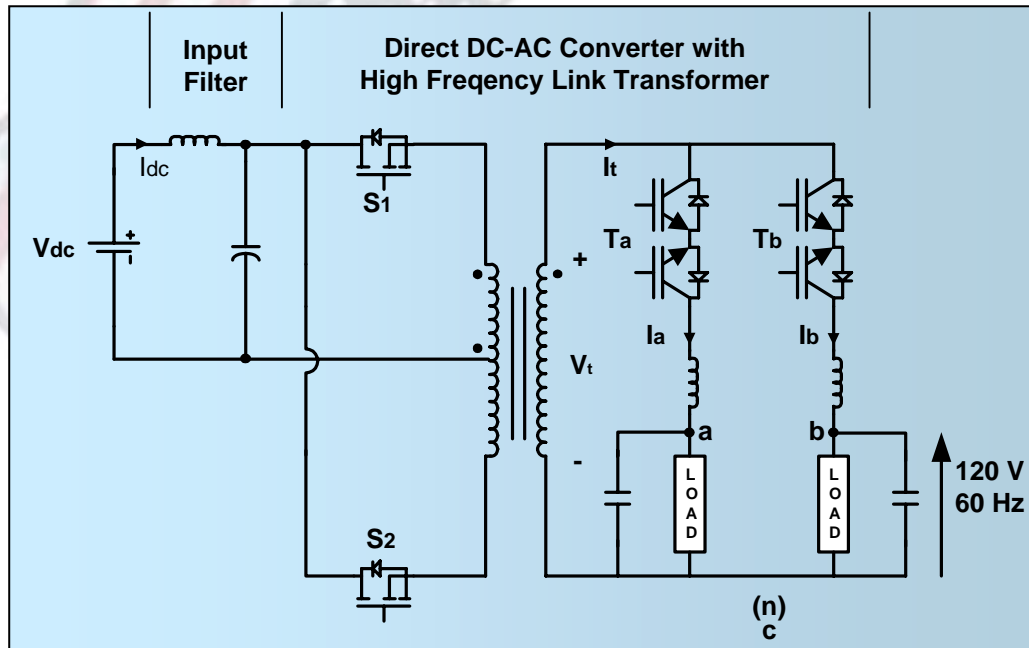 Input
Filter
Direct DC-AC Converter with
High Freqency Link Transformer
Idc
S1
It
Vdc
+
-
Ta
Tb
+
Vt
-
Ia
Ib
a
b
LOAD
LOAD
120 V
60 Hz
S2
(n)
c